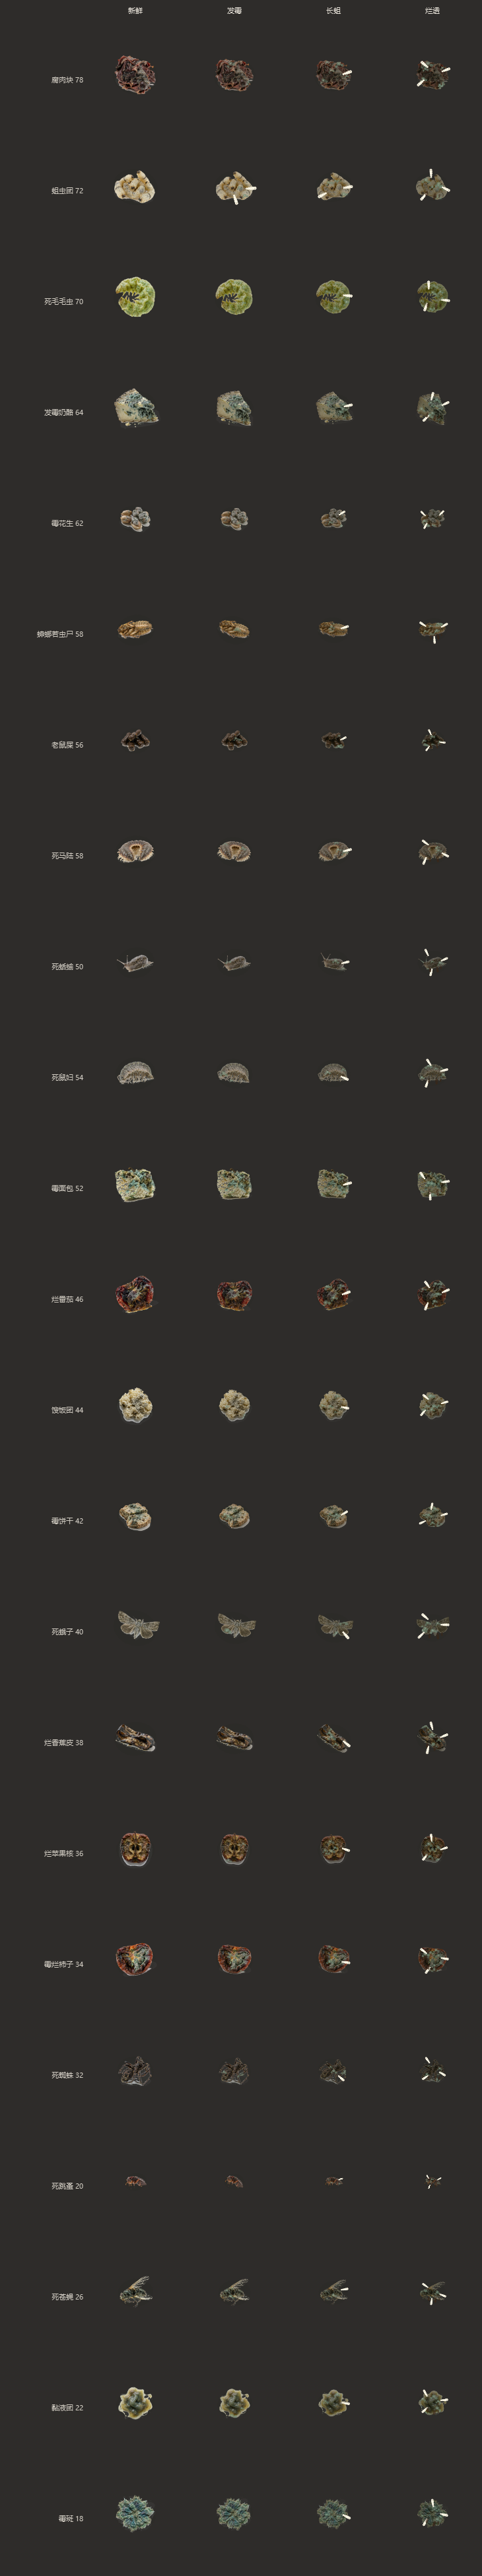 新鲜 发霉 长蛆 烂透
腐肉块 78
蛆虫团 72
死毛毛虫 70
发霉奶酪 64
霉花生 62
蟑螂若虫尸 58
老鼠屎 56
死马陆 58
死蛞蝓 50
死鼠妇 54
霉面包 52
烂番茄 46
馊饭团 44
霉饼干 42
死蛾子 40
烂香蕉皮 38
烂苹果核 36
霉烂柿子 34
死蜘蛛 32
死跳蚤 20
死苍蝇 26
黏液团 22
霉斑 18